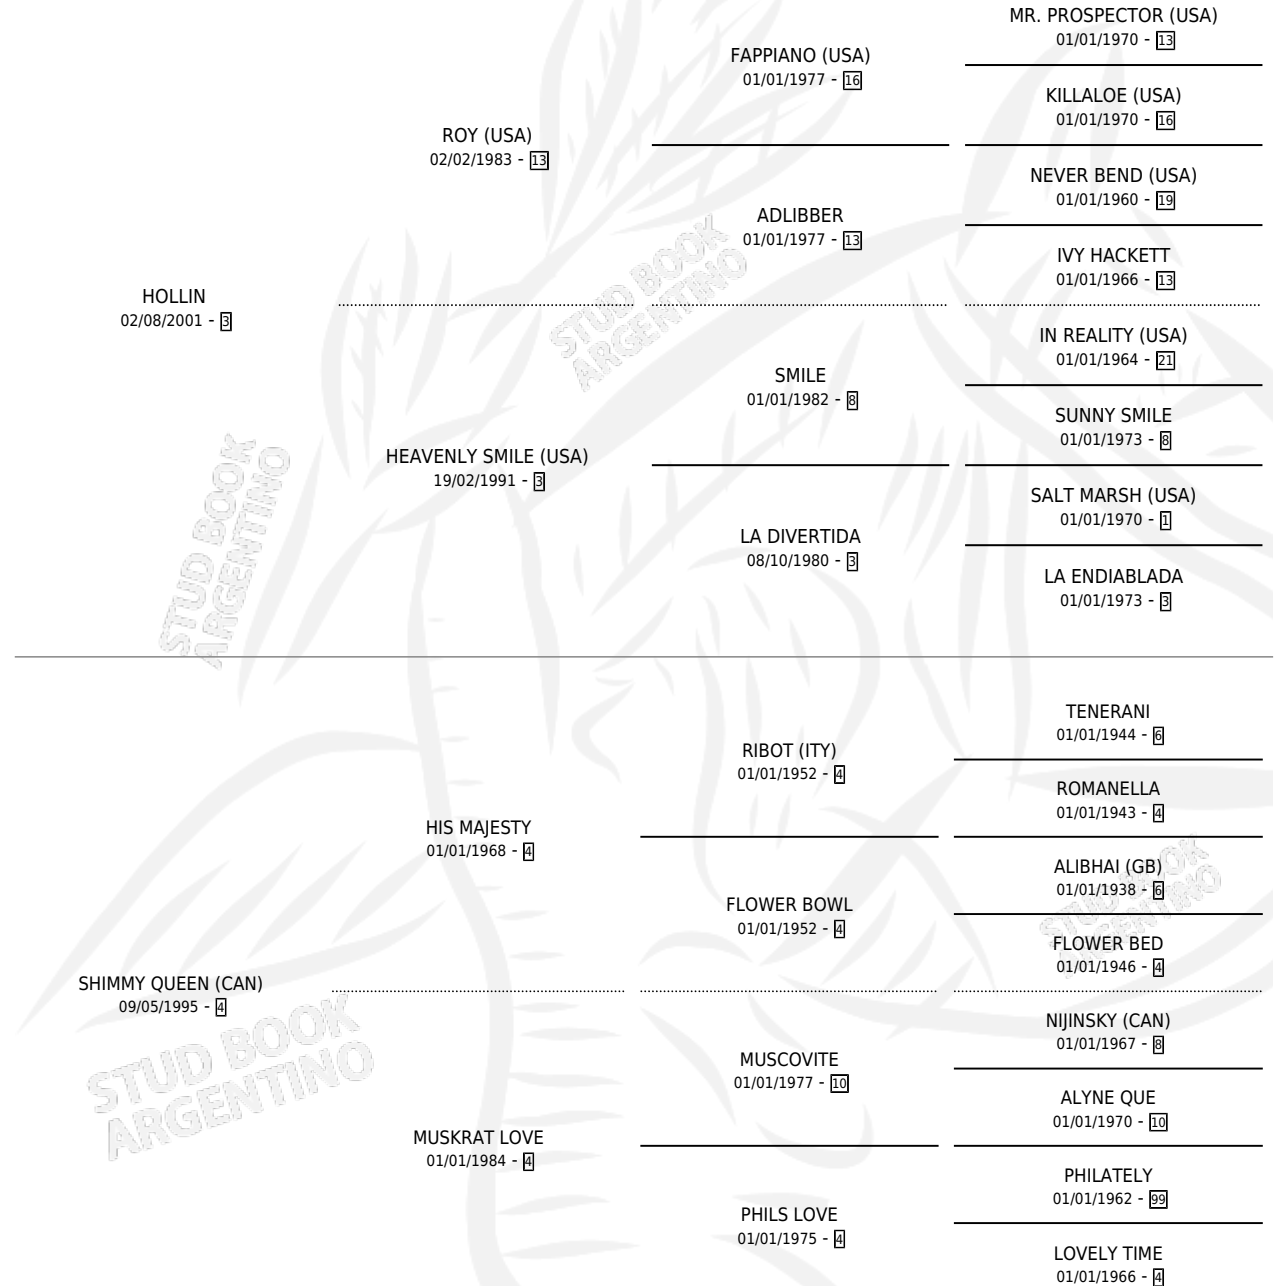 MR. PROSPECTOR (USA)
01/01/1970 - 13
FAPPIANO (USA)
01/01/1977 - 16
KILLALOE (USA)
01/01/1970 - 16
ROY (USA)
02/02/1983 - 13
NEVER BEND (USA)
01/01/1960 - 19
ADLIBBER
01/01/1977 - 13
IVY HACKETT
01/01/1966 - 13
HOLLIN
02/08/2001 - 3
IN REALITY (USA)
01/01/1964 - 21
SMILE
01/01/1982 - 8
SUNNY SMILE
01/01/1973 - 8
HEAVENLY SMILE (USA)
19/02/1991 - 3
SALT MARSH (USA)
01/01/1970 - 1
LA DIVERTIDA
08/10/1980 - 3
LA ENDIABLADA
01/01/1973 - 3
TENERANI
01/01/1944 - 6
RIBOT (ITY)
01/01/1952 - 4
ROMANELLA
01/01/1943 - 4
HIS MAJESTY
01/01/1968 - 4
ALIBHAI (GB)
01/01/1938 - 6
FLOWER BOWL
01/01/1952 - 4
FLOWER BED
01/01/1946 - 4
SHIMMY QUEEN (CAN)
09/05/1995 - 4
NIJINSKY (CAN)
01/01/1967 - 8
MUSCOVITE
01/01/1977 - 10
ALYNE QUE
01/01/1970 - 10
MUSKRAT LOVE
01/01/1984 - 4
PHILATELY
01/01/1962 - 99
PHILS LOVE
01/01/1975 - 4
LOVELY TIME
01/01/1966 - 4
STUD BOOK
ARGENTINO
STUD BOOK
ARGENTINO
STUD BOOK
ARGENTINO
STUD BOOK
ARGENTINO